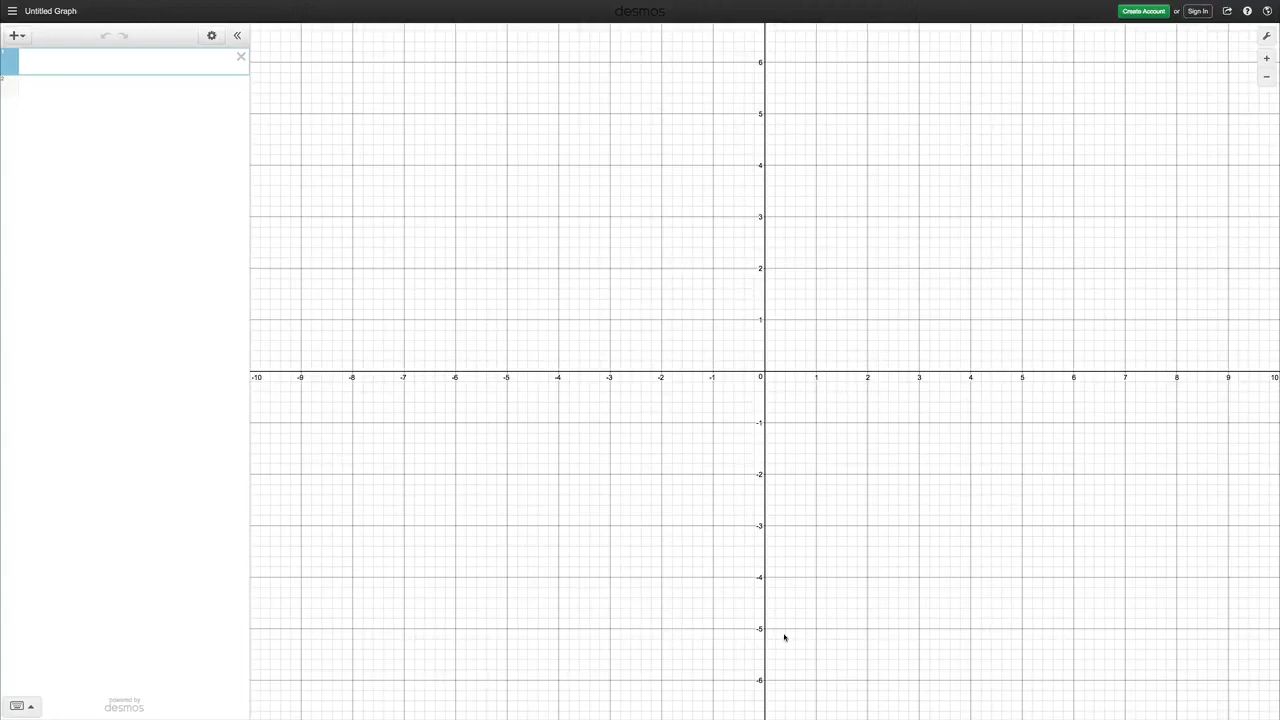 Untitled Graph
desmos
Create Account or Sign In
1
2
powered by
desmos
6
5
4
3
2
1
-10 -9 -8 -7 -6 -5 -4 -3 -2 -1 0 1 2 3 4 5 6 7 8 9 10
-1
-2
-3
-4
-5
-6